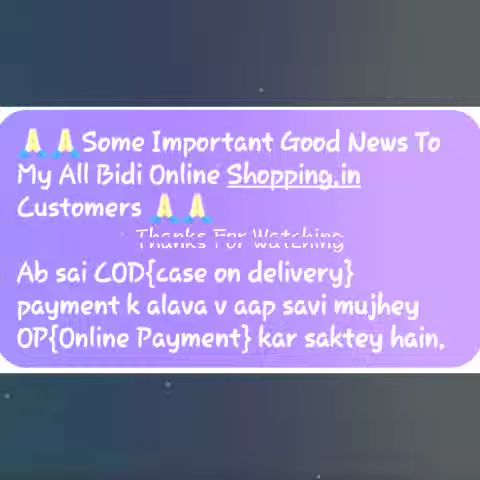 🙏🙏Some Important Good News To
My All Bidi Online Shopping.in
Customers 🙏🙏
Thanks For Watching
Ab sai COD{case on delivery}
payment k alava v aap savi mujhey
OP{Online Payment} kar saktey hain.